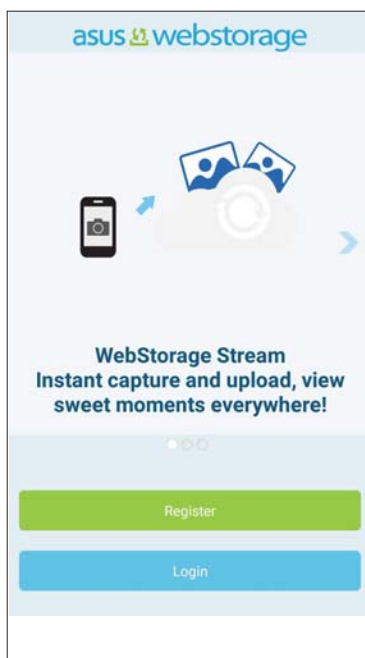 asus webstorage
WebStorage Stream
Instant capture and upload, view
sweet moments everywhere!
Register
Login